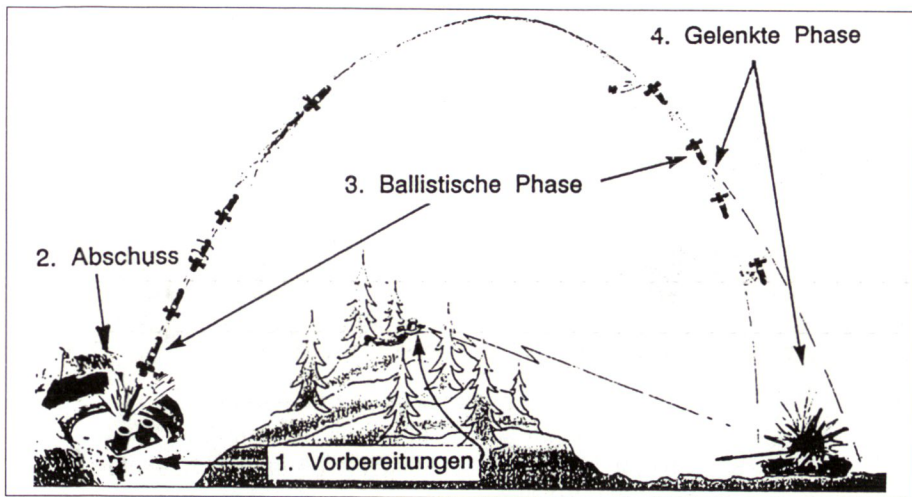 4. Gelenkte Phase
3. Ballistische Phase
2. Abschuss
1. Vorbereitungen